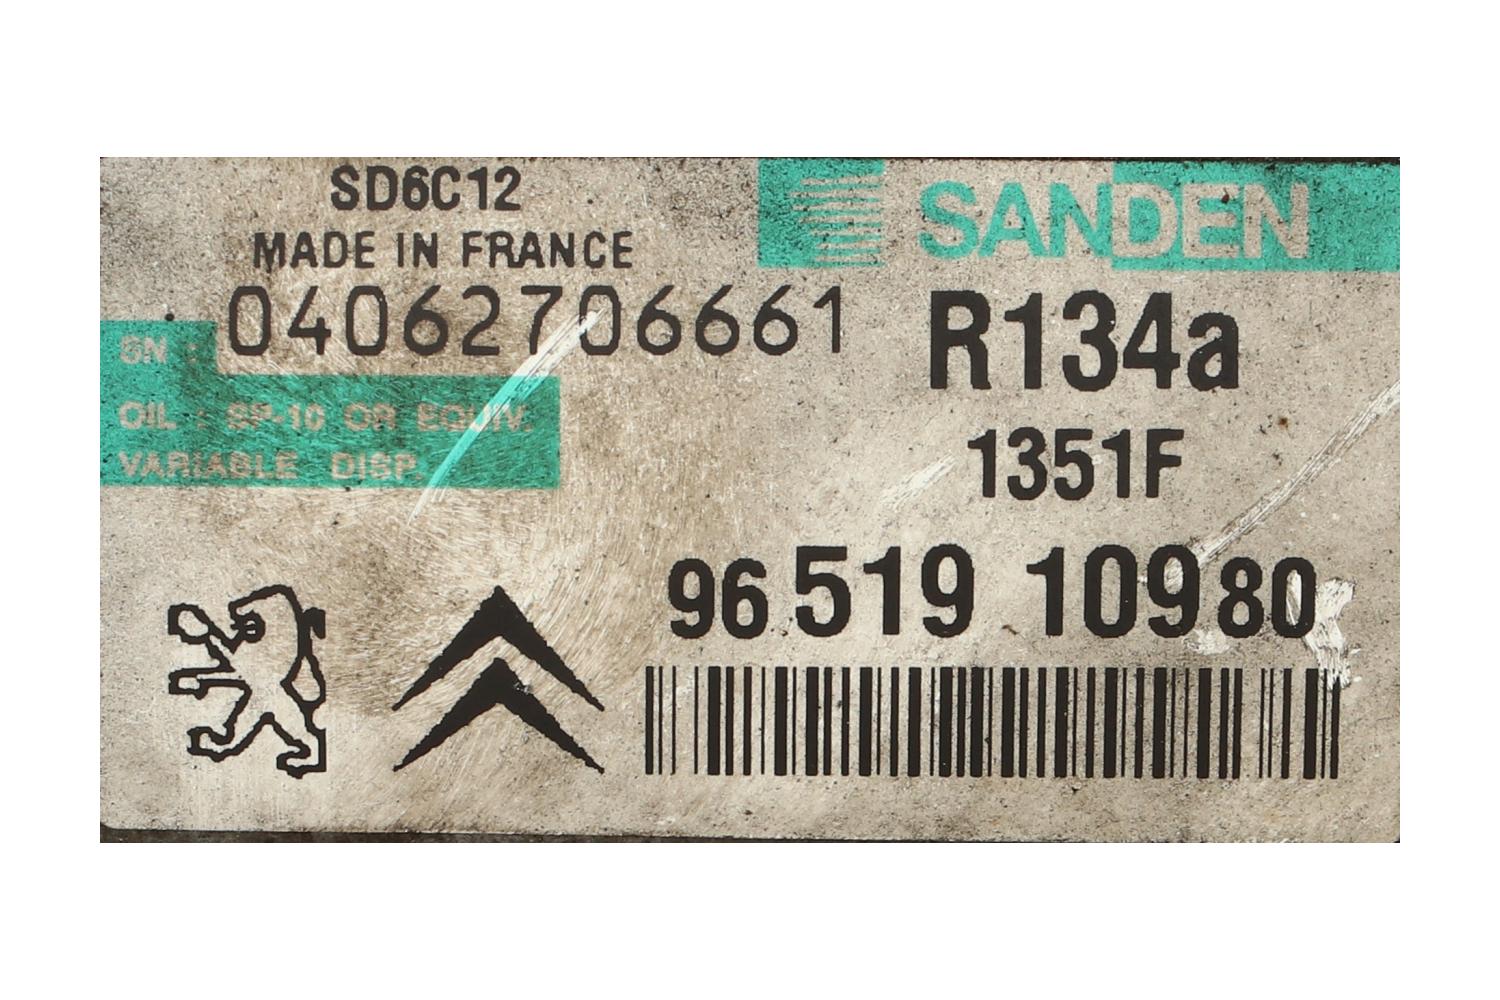 SD6C12
SANDEN
MADE IN FRANCE
SN : 04062706661
R134a
OIL : SP-10 OR EQUIV.
VARIABLE DISP.
1351F
96 519 109 80